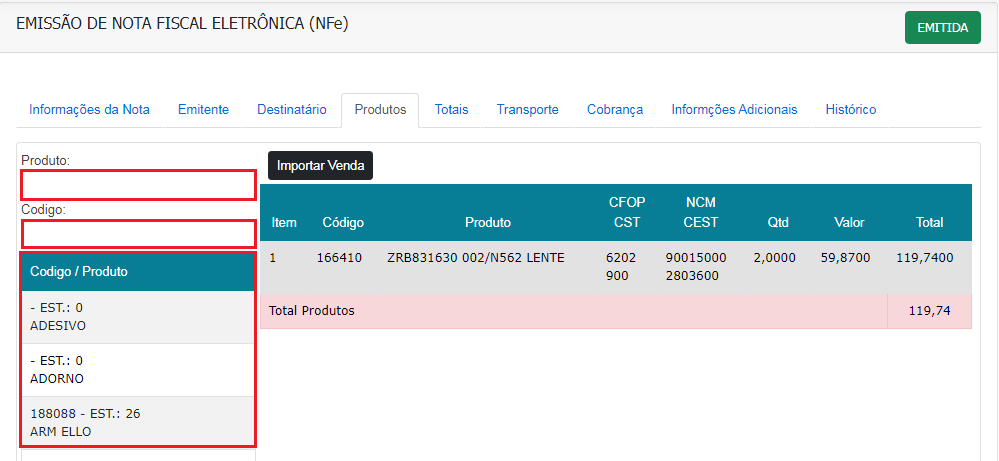 EMISSÃO DE NOTA FISCAL ELETRÔNICA (NFe)
EMITIDA
Informações da Nota Emitente Destinatário Produtos Totais Transporte Cobrança Informções Adicionais Histórico
Produto:
Codigo:
Codigo / Produto
- EST.: 0
ADESIVO
- EST.: 0
ADORNO
188088 - EST.: 26
ARM ELLO
Importar Venda
Item Código Produto CFOP CST NCM CEST Qtd Valor Total
1 166410 ZRB831630 002/N562 LENTE 6202 90015000 2,0000 59,8700 119,7400
900 2803600
Total Produtos 119,74